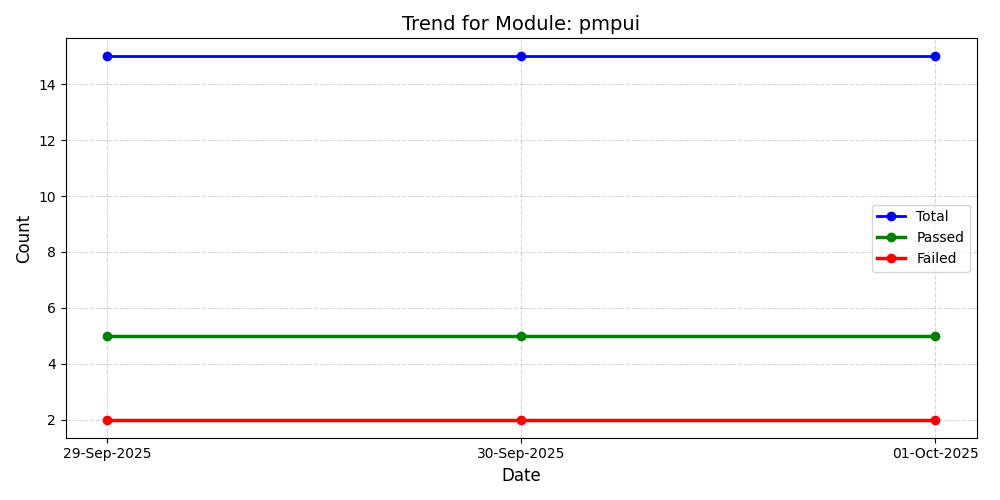 Trend for Module: pmpui
Count
14
12
10
8
6
4
2
Total
Passed
Failed
29-Sep-2025
30-Sep-2025
01-Oct-2025
Date